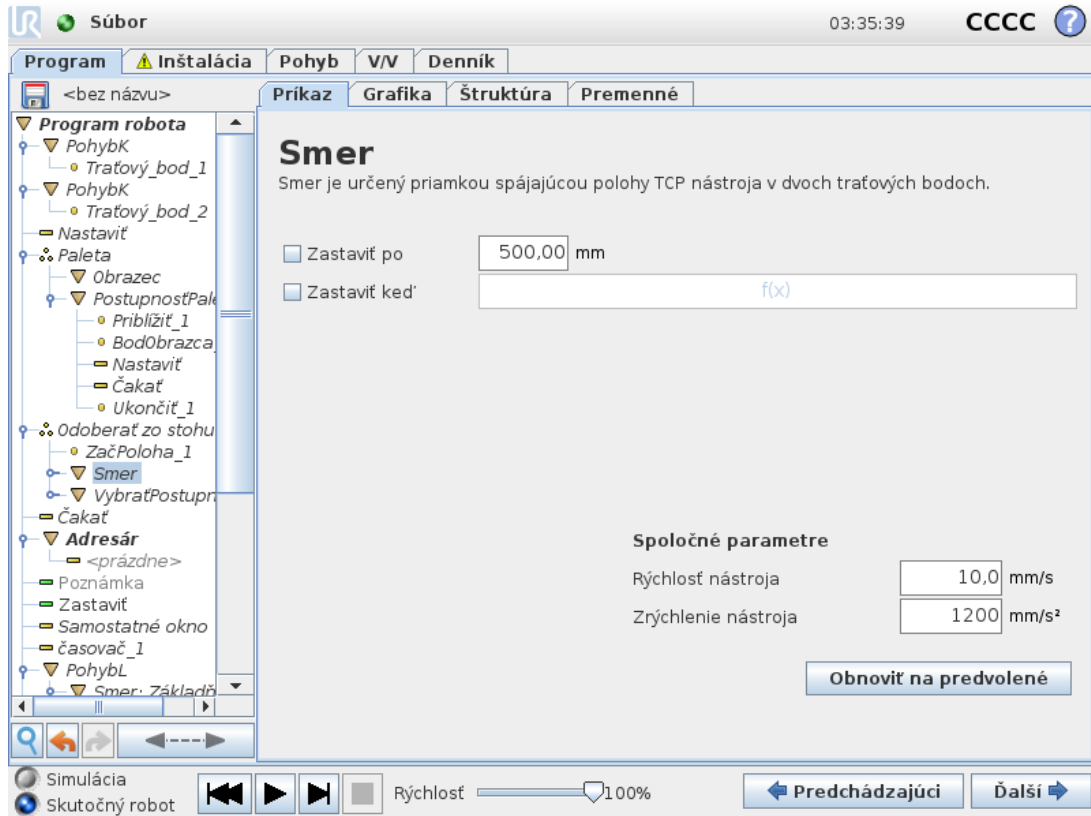 UR Súbor 03:35:39 CCCC ?
Program Inštalácia Pohyb V/V Denník
<bez názvu> Príkaz Grafika Štruktúra Premenné
Program robota
PohybK
Traťový_bod_1
PohybK
Traťový_bod_2
Nastaviť
Paleta
Obrazec
PostupnosťPale
Priblížiť_1
BodObrazca_
Nastaviť
Čakať
Ukončiť_1
Odoberať zo stohu
ZačPoloha_1
Smer
VybraťPostupn
Čakať
Adresár
<prázdne>
Poznámka
Zastaviť
Samostatné okno
časovač_1
PohybL
Smer: Základň
Smer
Smer je určený priamkou spájajúcou polohy TCP nástroja v dvoch traťových bodoch.
Zastaviť po 500,00 mm
Zastaviť keď f(x)
Spoločné parametre
Rýchlosť nástroja 10,0 mm/s
Zrýchlenie nástroja 1200 mm/s²
Obnoviť na predvolené
Simulácia
Skutočný robot
Rýchlosť 100%
Predchádzajúci Ďalší